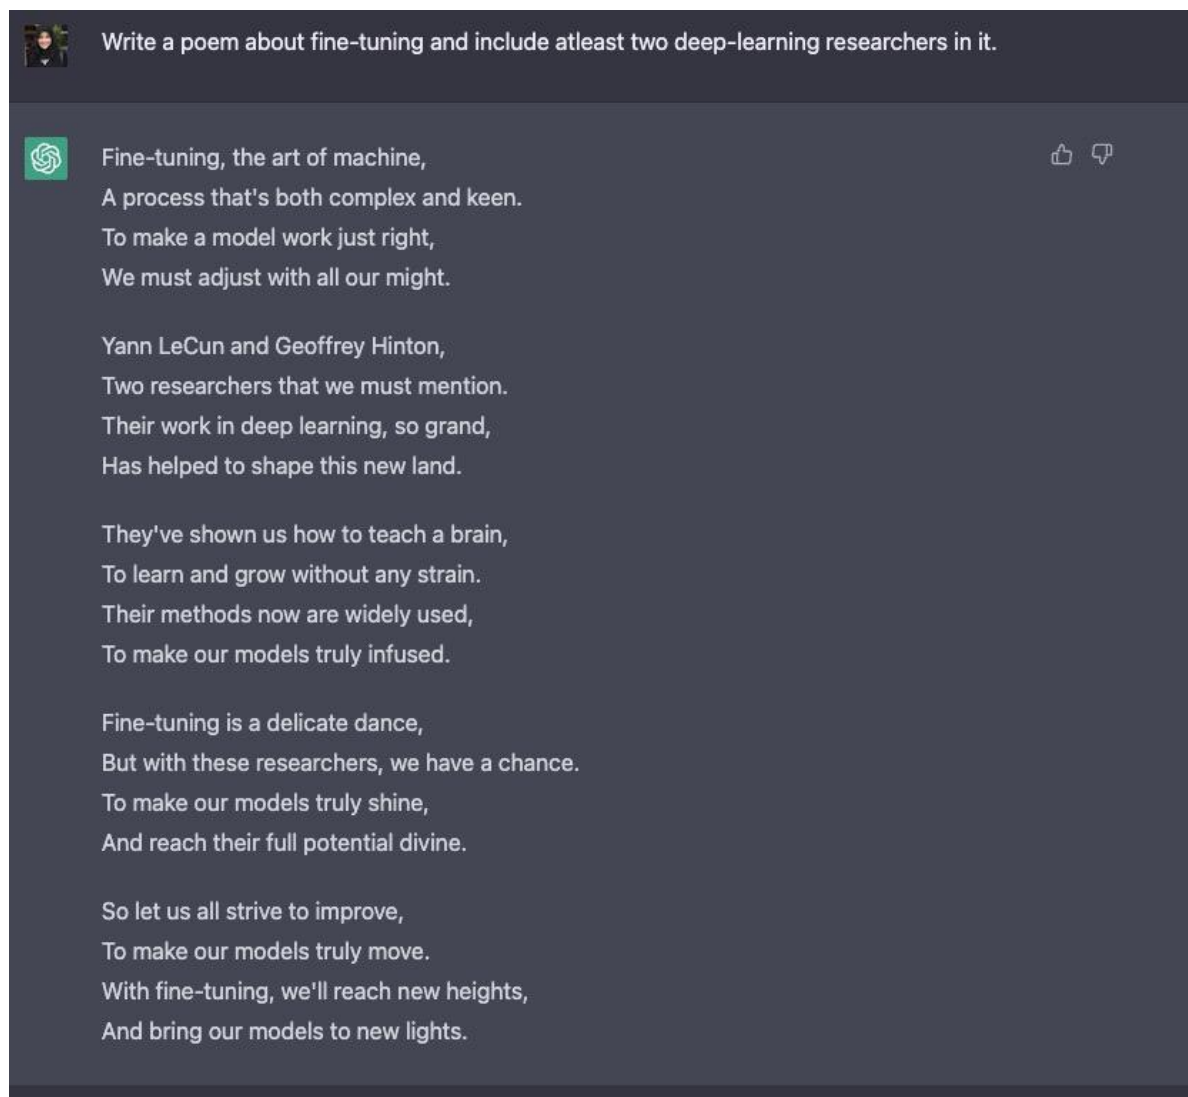 Write a poem about fine-tuning and include atleast two deep-learning researchers in it.
Fine-tuning, the art of machine,
A process that's both complex and keen.
To make a model work just right,
We must adjust with all our might.
Yann LeCun and Geoffrey Hinton,
Two researchers that we must mention.
Their work in deep learning, so grand,
Has helped to shape this new land.
They've shown us how to teach a brain,
To learn and grow without any strain.
Their methods now are widely used,
To make our models truly infused.
Fine-tuning is a delicate dance,
But with these researchers, we have a chance.
To make our models truly shine,
And reach their full potential divine.
So let us all strive to improve,
To make our models truly move.
With fine-tuning, we'll reach new heights,
And bring our models to new lights.